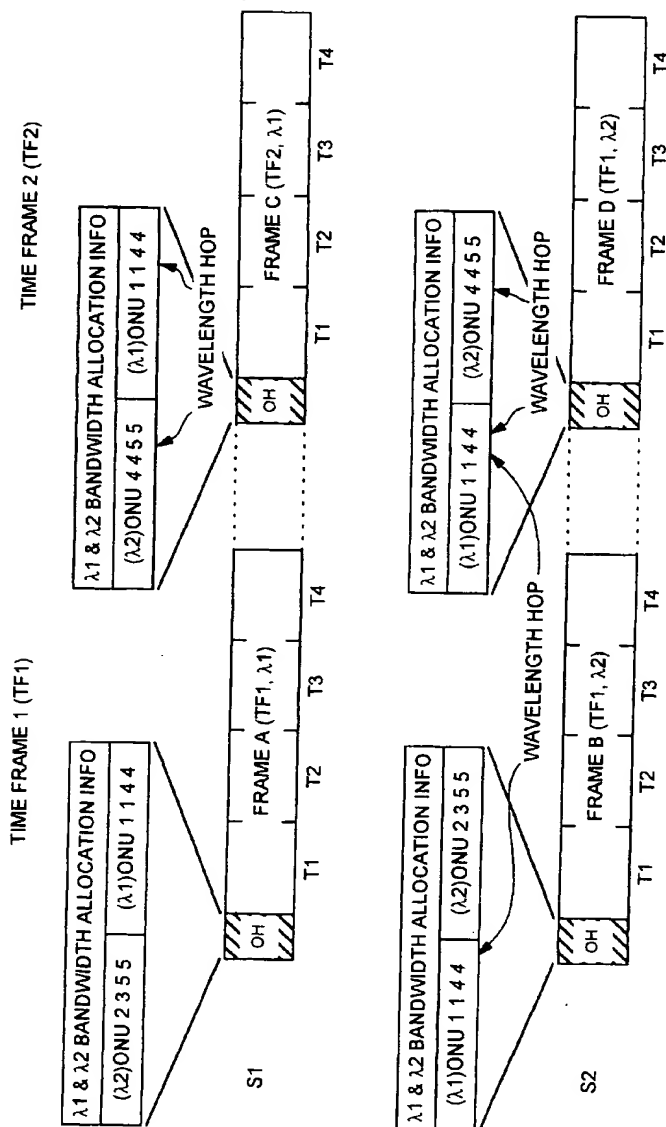 TIME FRAME 1 (TF1)
TIME FRAME 2 (TF2)
λ1 & λ2 BANDWIDTH ALLOCATION INFO
(λ2)ONU 2 3 5 5
(λ1)ONU 1 1 4 4
λ1 & λ2 BANDWIDTH ALLOCATION INFO
(λ2)ONU 4 4 5 5
(λ1)ONU 1 1 4 4
WAVELENGTH HOP
S1
OH
FRAME A (TF1, λ1)
T1
T2
T3
T4
OH
FRAME C (TF2, λ1)
T1
T2
T3
T4
λ1 & λ2 BANDWIDTH ALLOCATION INFO
(λ1)ONU 1 1 4 4
(λ2)ONU 2 3 5 5
λ1 & λ2 BANDWIDTH ALLOCATION INFO
(λ1)ONU 1 1 4 4
(λ2)ONU 4 4 5 5
WAVELENGTH HOP
WAVELENGTH HOP
S2
OH
FRAME B (TF1, λ2)
T1
T2
T3
T4
OH
FRAME D (TF1, λ2)
T1
T2
T3
T4